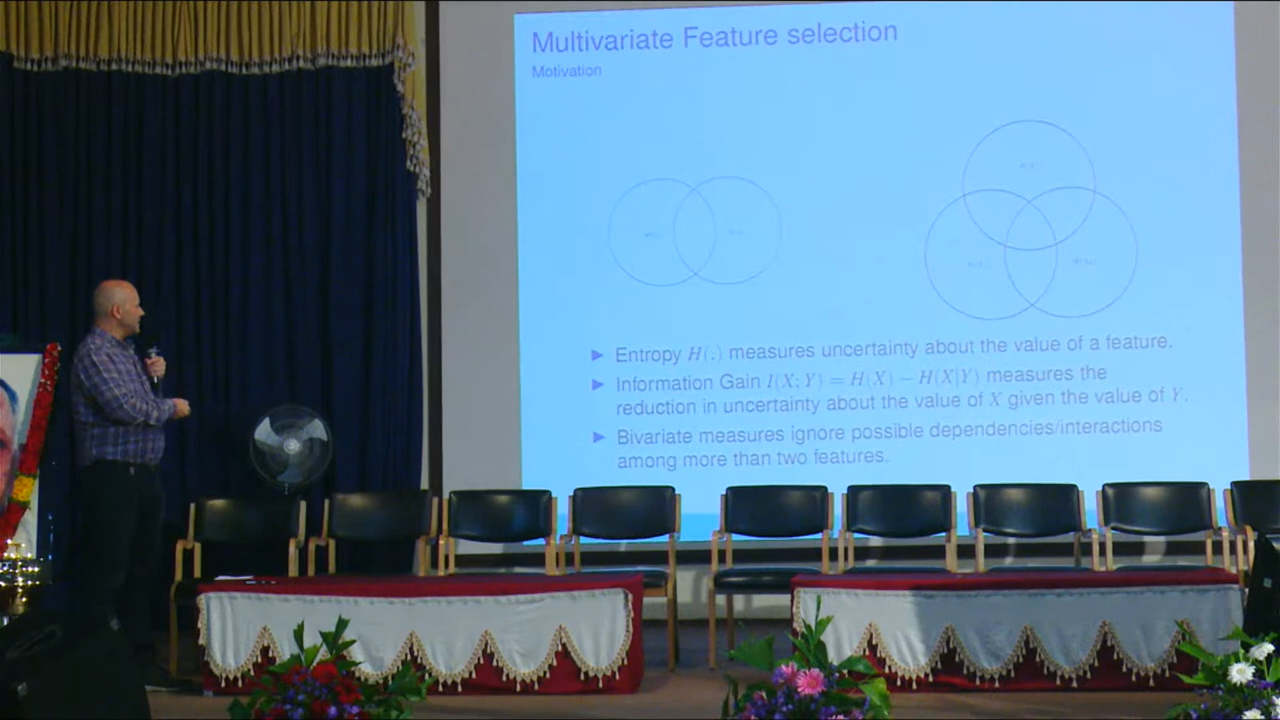 Multivariate Feature selection
Motivation
▶ Entropy H(.) measures uncertainty about the value of a feature.
▶ Information Gain I(X; Y) = H(X) − H(X|Y) measures the
reduction in uncertainty about the value of X given the value of Y.
▶ Bivariate measures ignore possible dependencies/interactions
among more than two features.